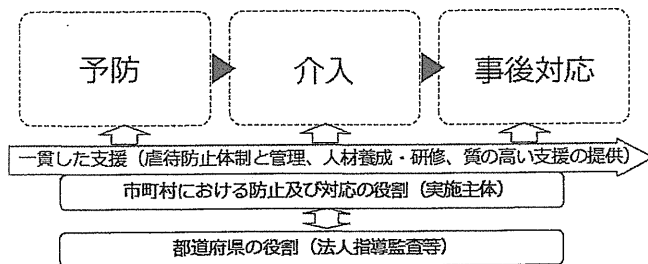 予防 介入 事後対応
一貫した支援（虐待防止体制と管理、人材養成・研修、質の高い支援の提供）
市町村における防止及び対応の役割（実施主体）
都道府県の役割（法人指導監査等）